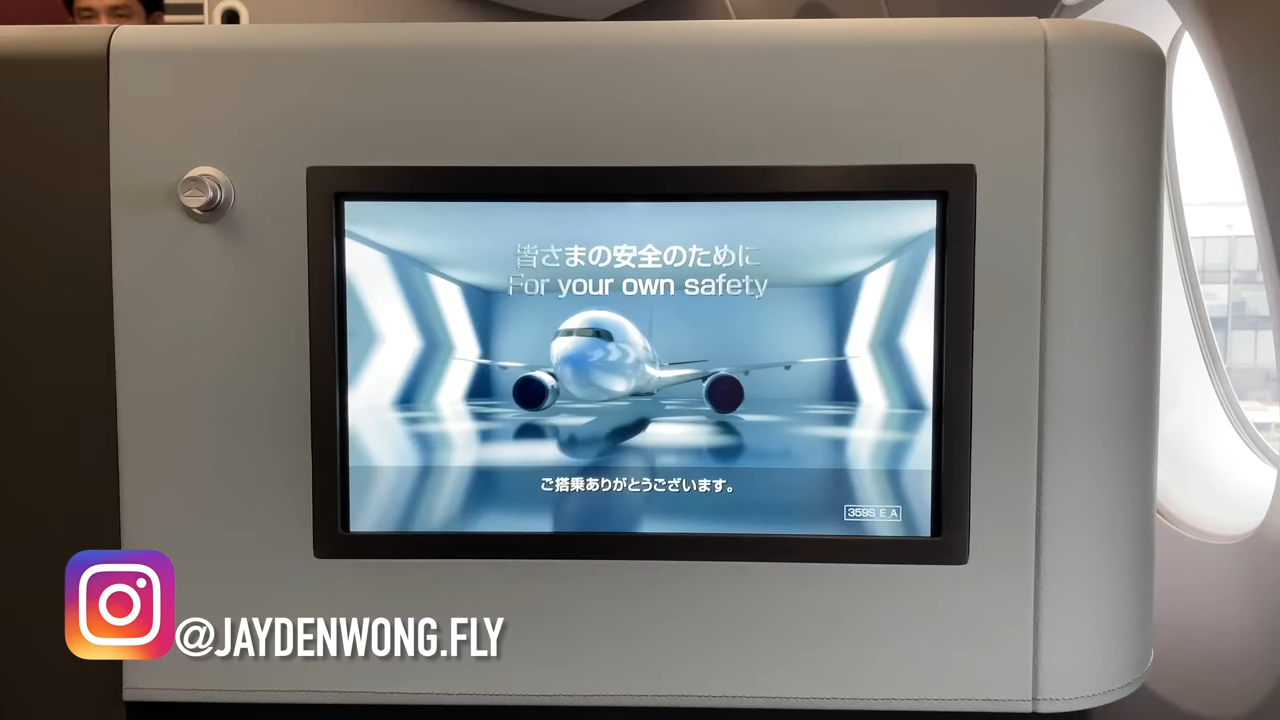 皆さまの安全のために
For your own safety
ご搭乗ありがとうございます。
359S_E_A
@JAYDENWONG.FLY